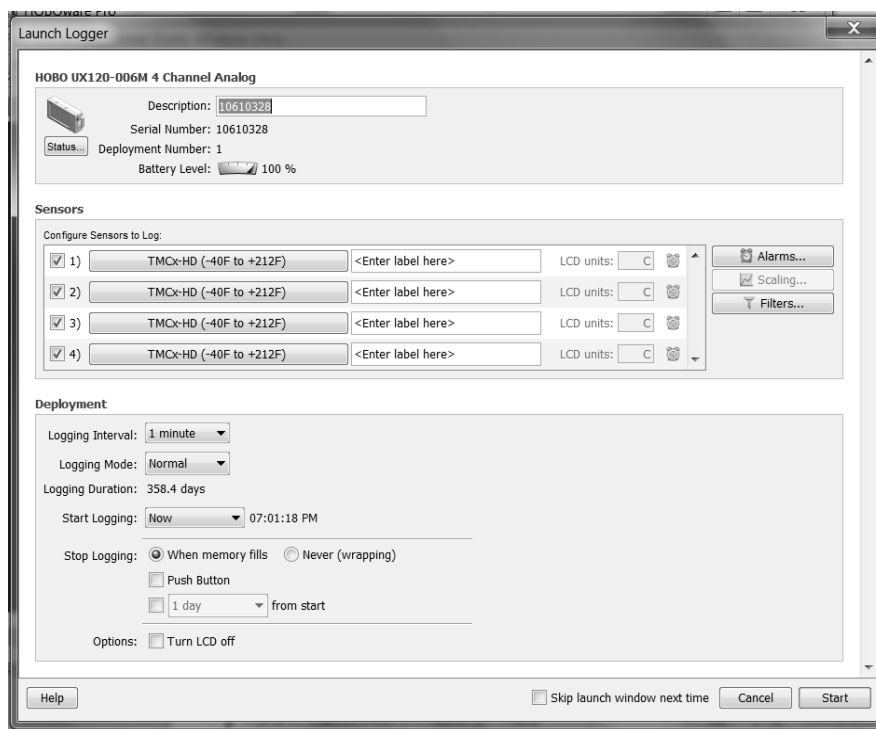 HOBOware Pro
Launch Logger
HOBO UX120-006M 4 Channel Analog
Description: 10610328
Serial Number: 10610328
Status... Deployment Number: 1
Battery Level: 100 %
Sensors
Configure Sensors to Log:
1) TMCx-HD (-40F to +212F) <Enter label here> LCD units: C Alarms...
Scaling...
2) TMCx-HD (-40F to +212F) <Enter label here> LCD units: C
Filters...
3) TMCx-HD (-40F to +212F) <Enter label here> LCD units: C
4) TMCx-HD (-40F to +212F) <Enter label here> LCD units: C
Deployment
Logging Interval: 1 minute
Logging Mode: Normal
Logging Duration: 358.4 days
Start Logging: Now 07:01:18 PM
Stop Logging: When memory fills Never (wrapping)
Push Button
1 day from start
Options: Turn LCD off
Help Skip launch window next time Cancel Start